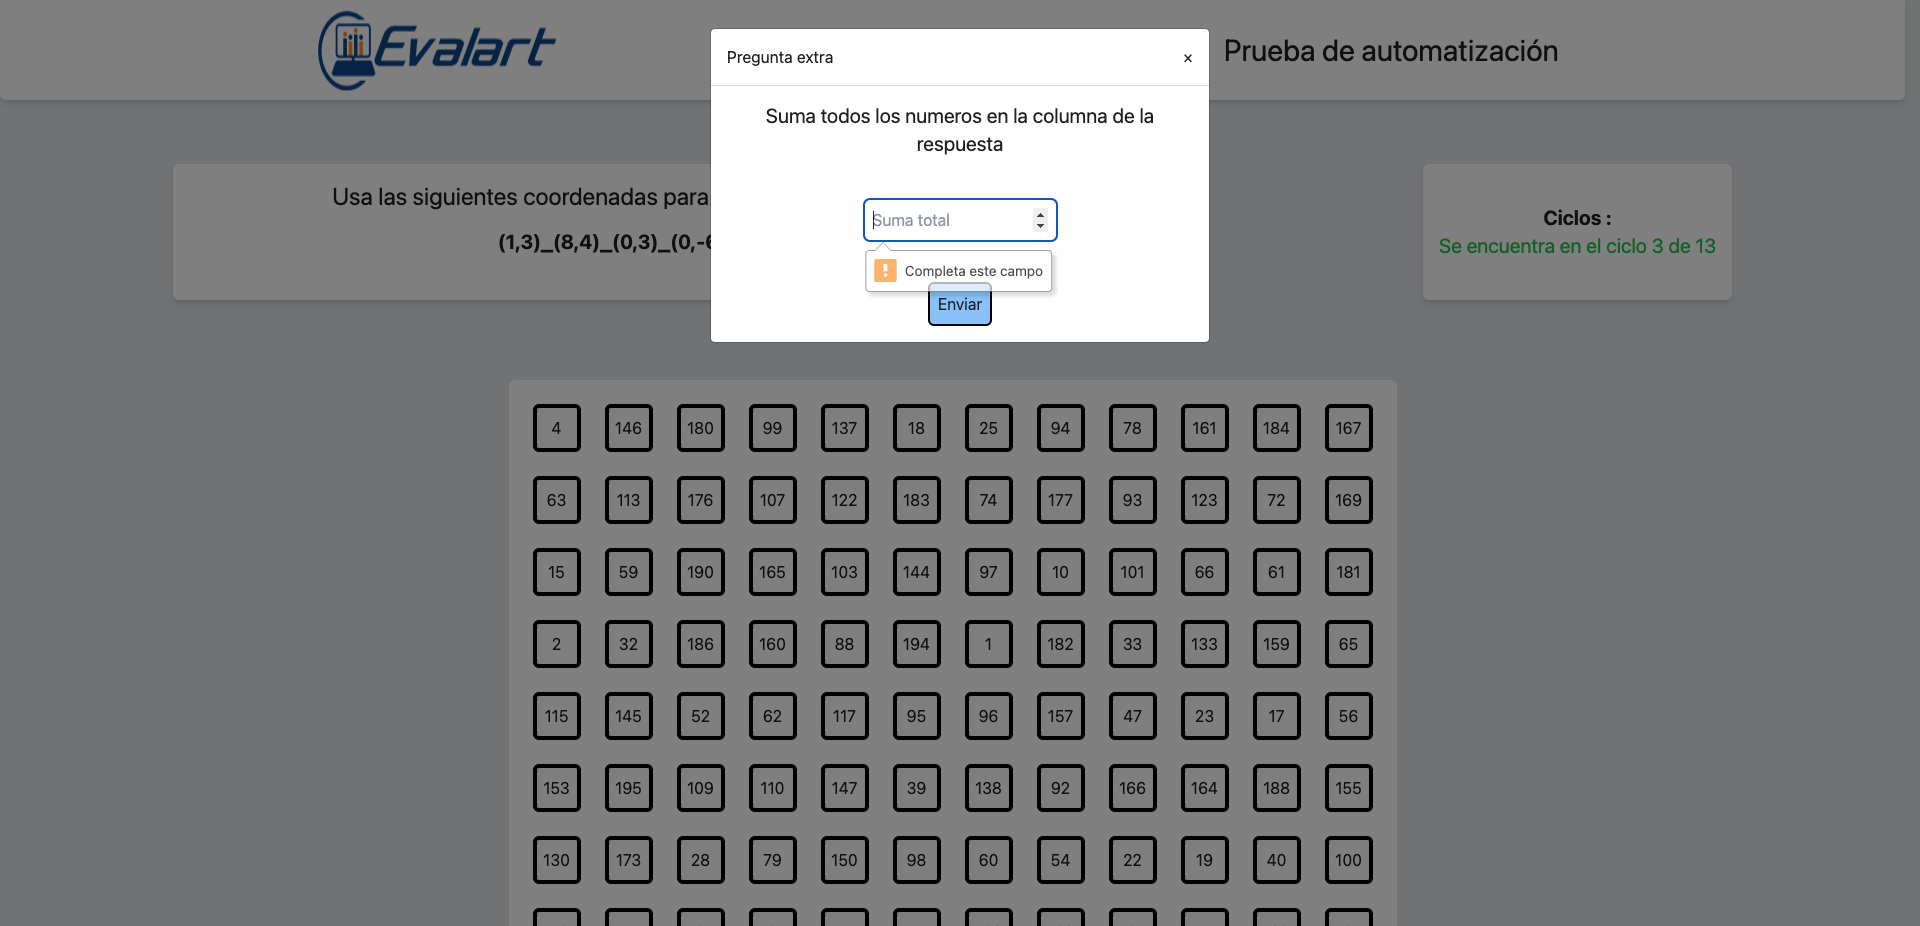 Evalart
Prueba de automatización
Pregunta extra
×
Suma todos los numeros en la columna de la
respuesta
Suma total
Completa este campo
Enviar
Usa las siguientes coordenadas para
(1,3)_(8,4)_(0,3)_(0,-6
Ciclos :
Se encuentra en el ciclo 3 de 13
4 146 180 99 137 18 25 94 78 161 184 167
63 113 176 107 122 183 74 177 93 123 72 169
15 59 190 165 103 144 97 10 101 66 61 181
2 32 186 160 88 194 1 182 33 133 159 65
115 145 52 62 117 95 96 157 47 23 17 56
153 195 109 110 147 39 138 92 166 164 188 155
130 173 28 79 150 98 60 54 22 19 40 100